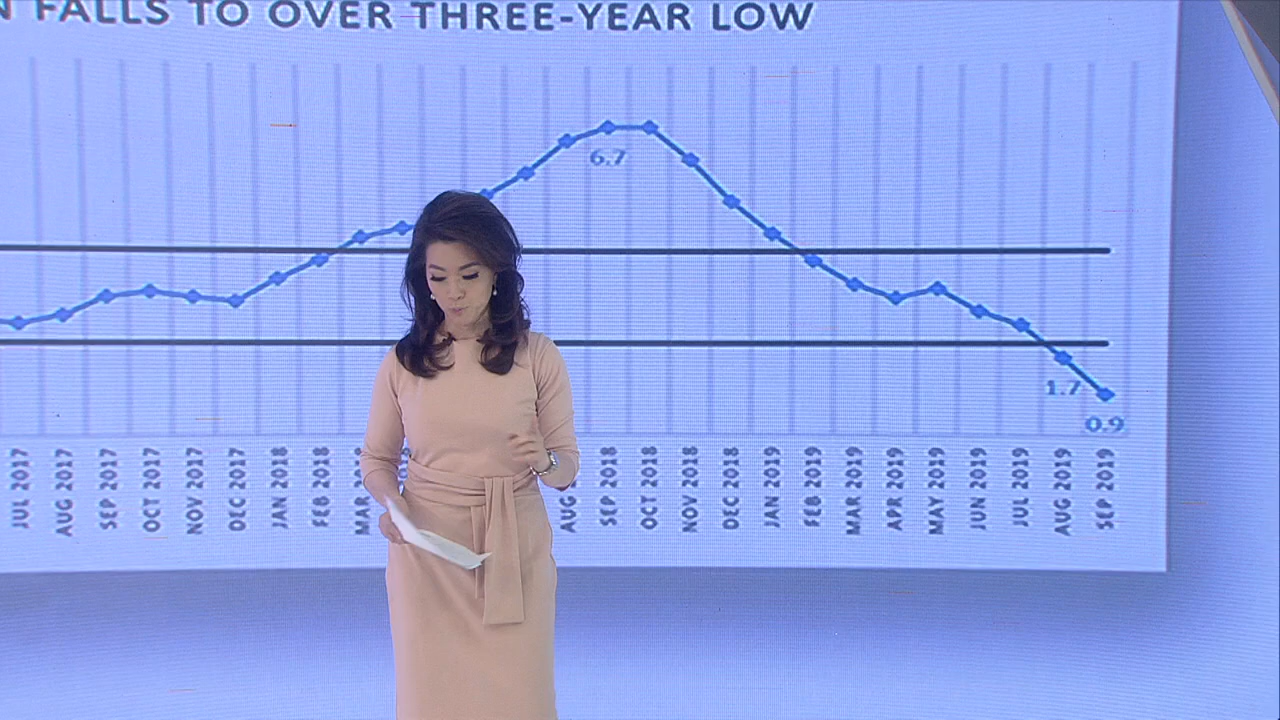 N FALLS TO OVER THREE-YEAR LOW
6.7
1.7
0.9
JUL 2017
AUG 2017
SEP 2017
OCT 2017
NOV 2017
DEC 2017
JAN 2018
FEB 2018
MAR
AUG
SEP 2018
OCT 2018
NOV 2018
DEC 2018
JAN 2019
FEB 2019
MAR 2019
APR 2019
MAY 2019
JUN 2019
JUL 2019
AUG 2019
SEP 2019